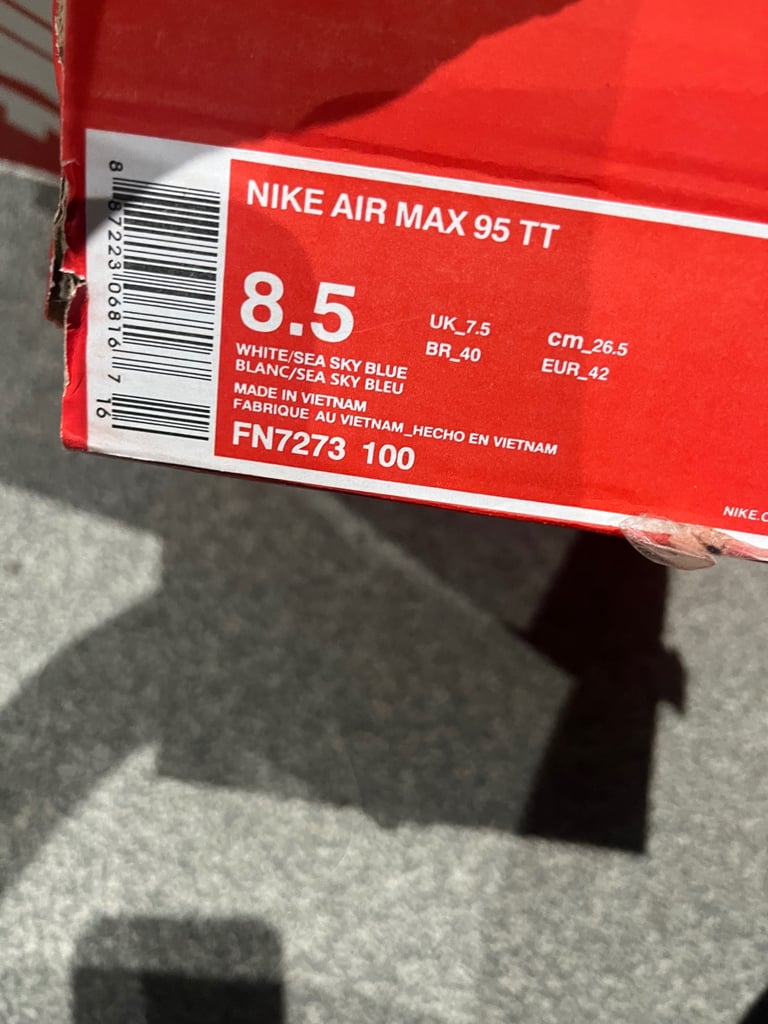 NIKE AIR MAX 95 TT
8.5
UK_7.5
cm_26.5
BR_40
EUR_42
WHITE/SEA SKY BLUE
BLANC/SEA SKY BLEU
MADE IN VIETNAM
FABRIQUE AU VIETNAM_HECHO EN VIETNAM
FN7273 100
NIKE.C
8 87223 06816 7 16